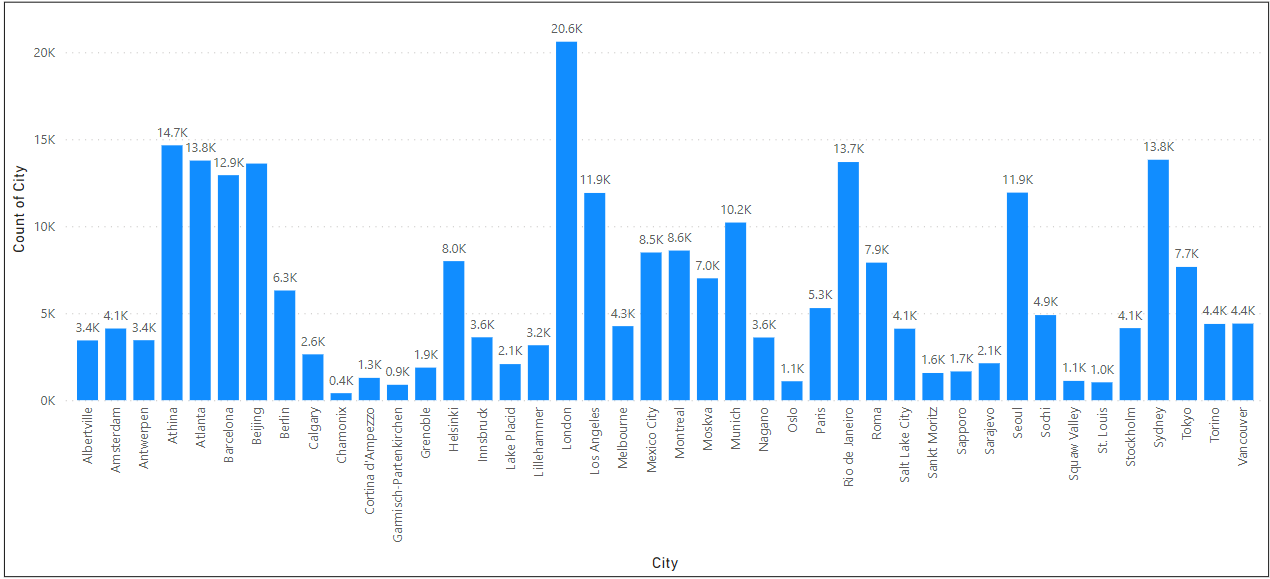 20.6K
20K
15K
14.7K
13.8K
12.9K
13.7K
13.8K
11.9K
11.9K
10.2K
10K
8.0K
8.5K
8.6K
7.0K
7.9K
7.7K
6.3K
5K
3.4K
4.1K
3.4K
2.6K
0.4K
1.3K
0.9K
1.9K
3.6K
2.1K
3.2K
4.3K
3.6K
1.1K
5.3K
4.1K
1.6K
1.7K
2.1K
4.9K
1.1K
1.0K
4.1K
4.4K
4.4K
0K
Count of City
Albertville
Amsterdam
Antwerpen
Athina
Atlanta
Barcelona
Beijing
Berlin
Calgary
Chamonix
Cortina d'Ampezzo
Garmisch-Partenkirchen
Grenoble
Helsinki
Innsbruck
Lake Placid
Lillehammer
London
Los Angeles
Melbourne
Mexico City
Montreal
Moskva
Munich
Nagano
Oslo
Paris
Rio de Janeiro
Roma
Salt Lake City
Sankt Moritz
Sapporo
Sarajevo
Seoul
Sochi
Squaw Valley
St. Louis
Stockholm
Sydney
Tokyo
Torino
Vancouver
City